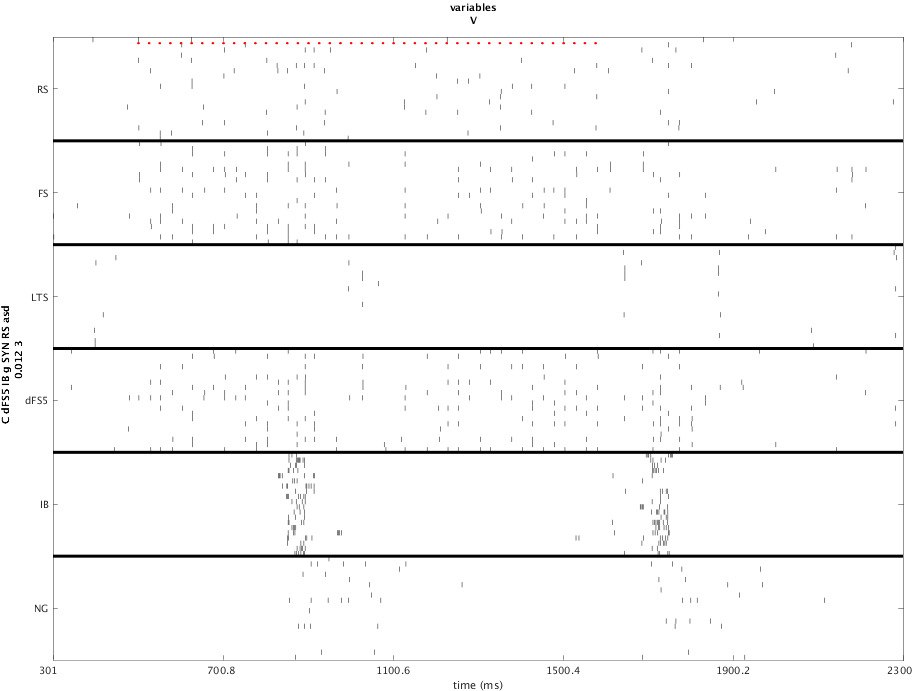 variables
V
RS
FS
LTS
dFS5
IB
NG
C dFS5 IB g SYN RS asd
0.012 3
301
700.8
1100.6
1500.4
1900.2
2300
time (ms)